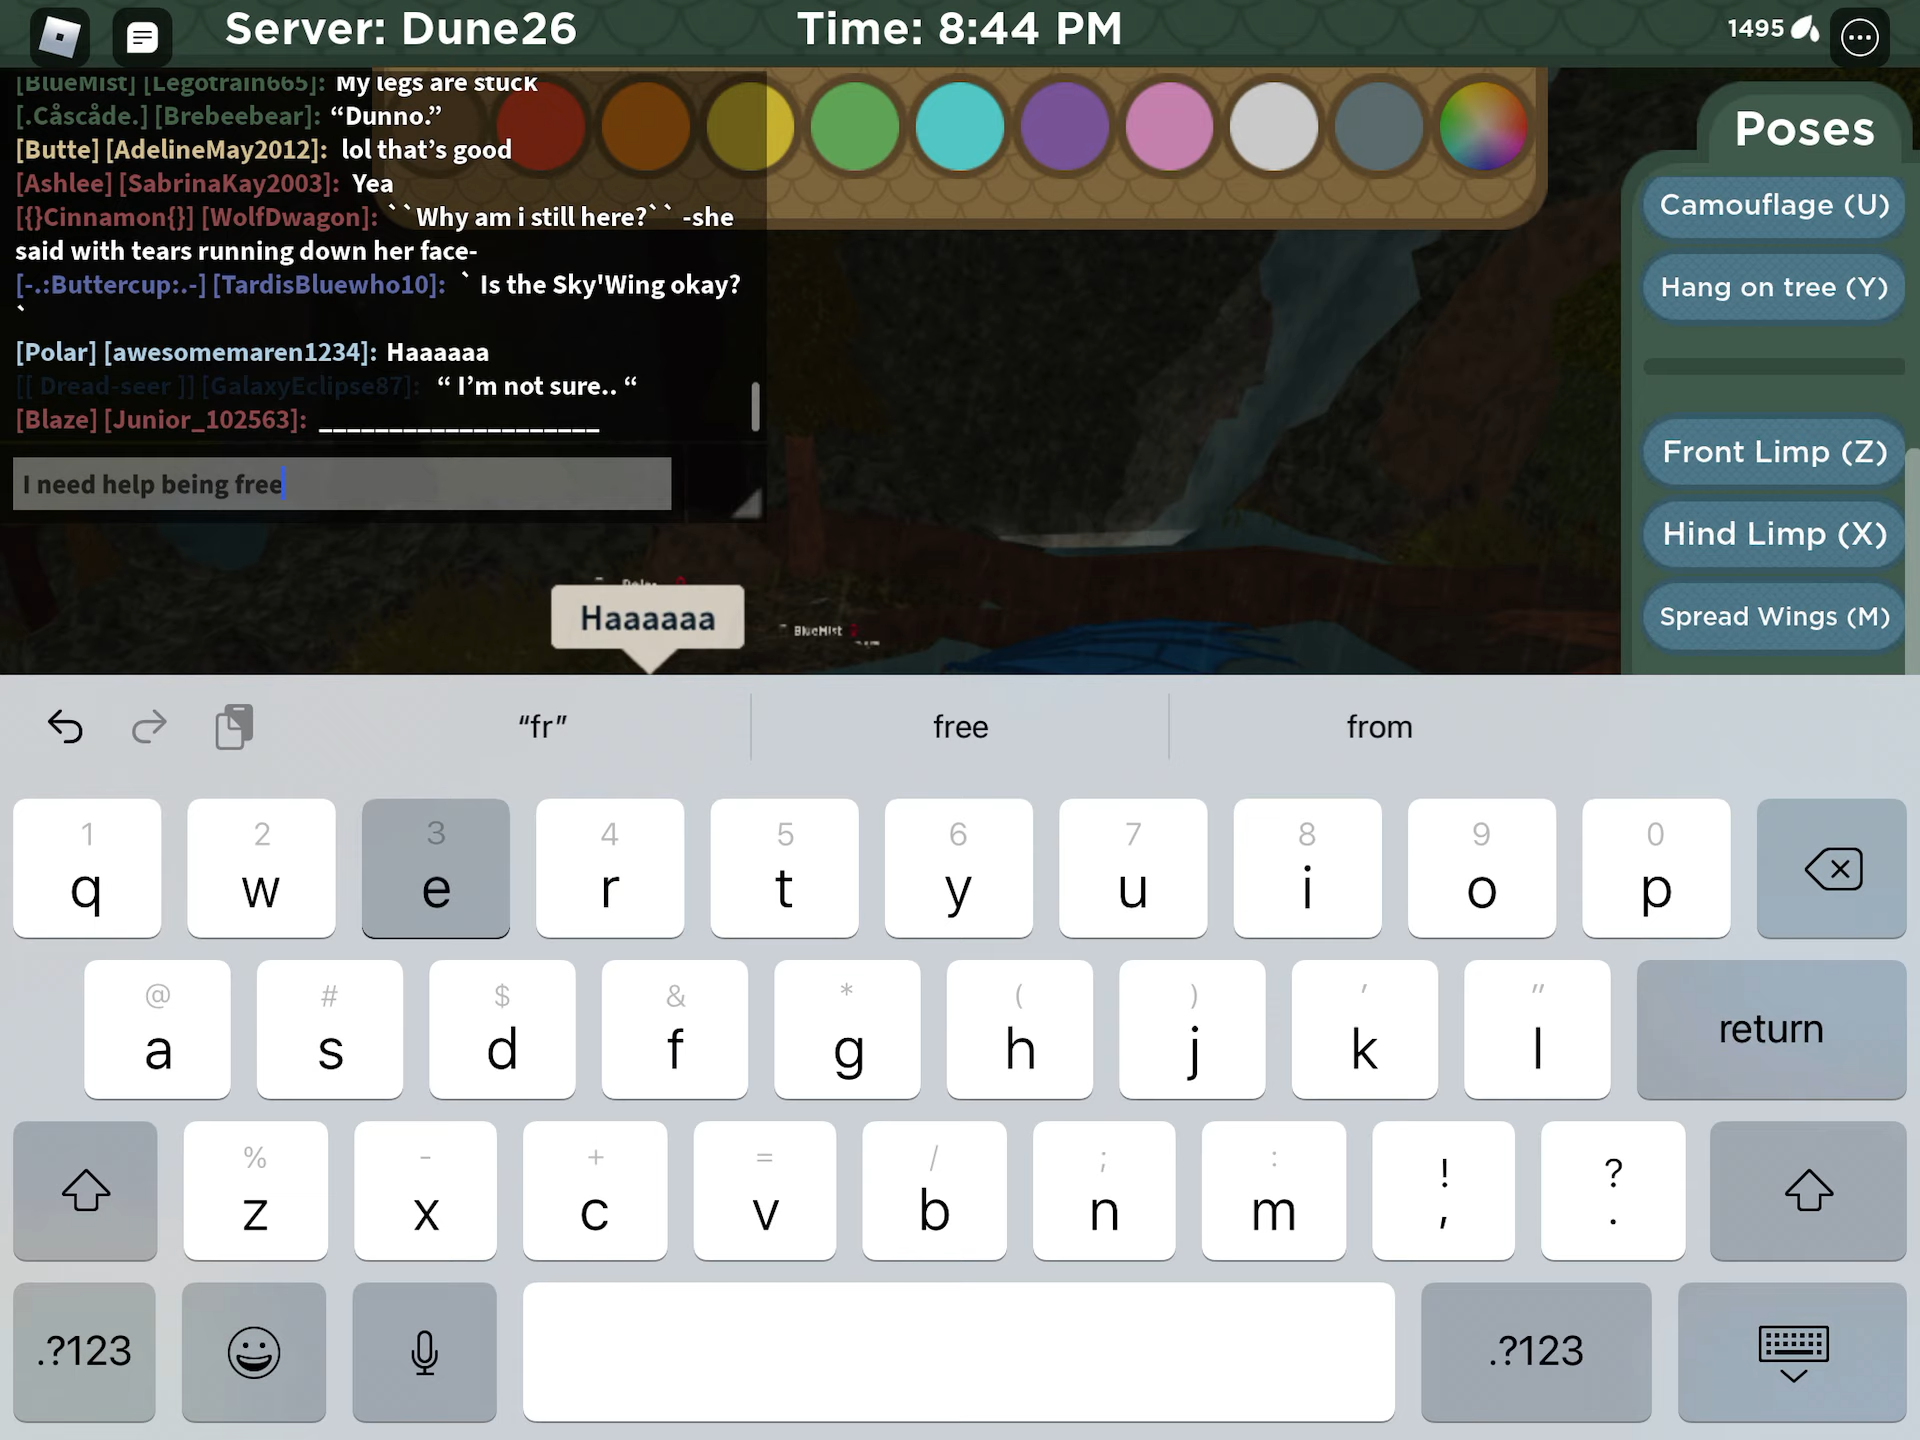 Server: Dune26
Time: 8:44 PM
1495
[BlueMist] [Legotrain665]: My legs are stuck
[.Cåscåde.] [Brebeebear]: “Dunno.”
[Butte] [AdelineMay2012]: lol that’s good
[Ashlee] [SabrinaKay2003]: Yea
[{}Cinnamon{}] [WolfDwagon]: ``Why am i still here?`` -she
said with tears running down her face-
[-.:Buttercup:.-] [TardisBluewho10]: ` Is the Sky'Wing okay?
`
[Polar] [awesomemaren1234]: Haaaaaa
[[ Dread-seer ]] [GalaxyEclipse87]: “ I’m not sure.. “
[Blaze] [Junior_102563]: ____________________
I need help being free
Poses
Camouflage (U)
Hang on tree (Y)
Front Limp (Z)
Hind Limp (X)
Spread Wings (M)
Polar
Haaaaaa
BlueMist
“fr”
free
from
1 2 3 4 5 6 7 8 9 0
q w e r t y u i o p
@ # $ & * ( ) ' "
a s d f g h j k l
return
% - + = / ; : ! ?
z x c v b n m , .
.?123
.?123